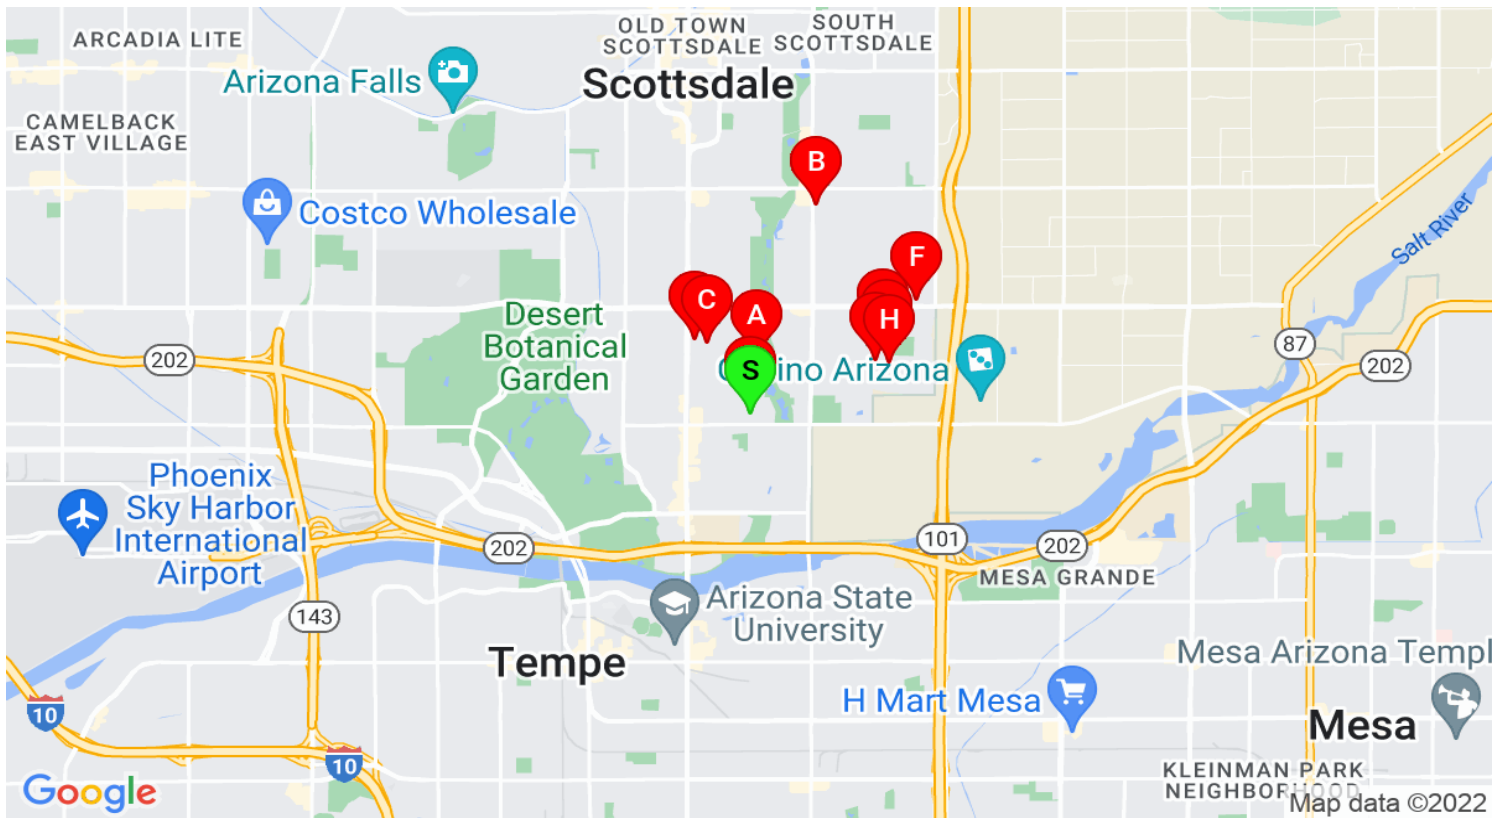 OLD TOWN
SCOTTSDALE
SOUTH
SCOTTSDALE
ARCADIA LITE
Arizona Falls
Scottsdale
CAMELBACK
EAST VILLAGE
B
Costco Wholesale
Salt River
F
C
A
H
Desert
Botanical
Garden
202
S
ino Arizona
87
202
Phoenix
Sky Harbor
International
Airport
202
101
202
MESA GRANDE
143
Arizona State
University
Tempe
Mesa Arizona Templ
H Mart Mesa
10
Mesa
10
KLEINMAN PARK
NEIGHBORHOOD
Google
Map data ©2022